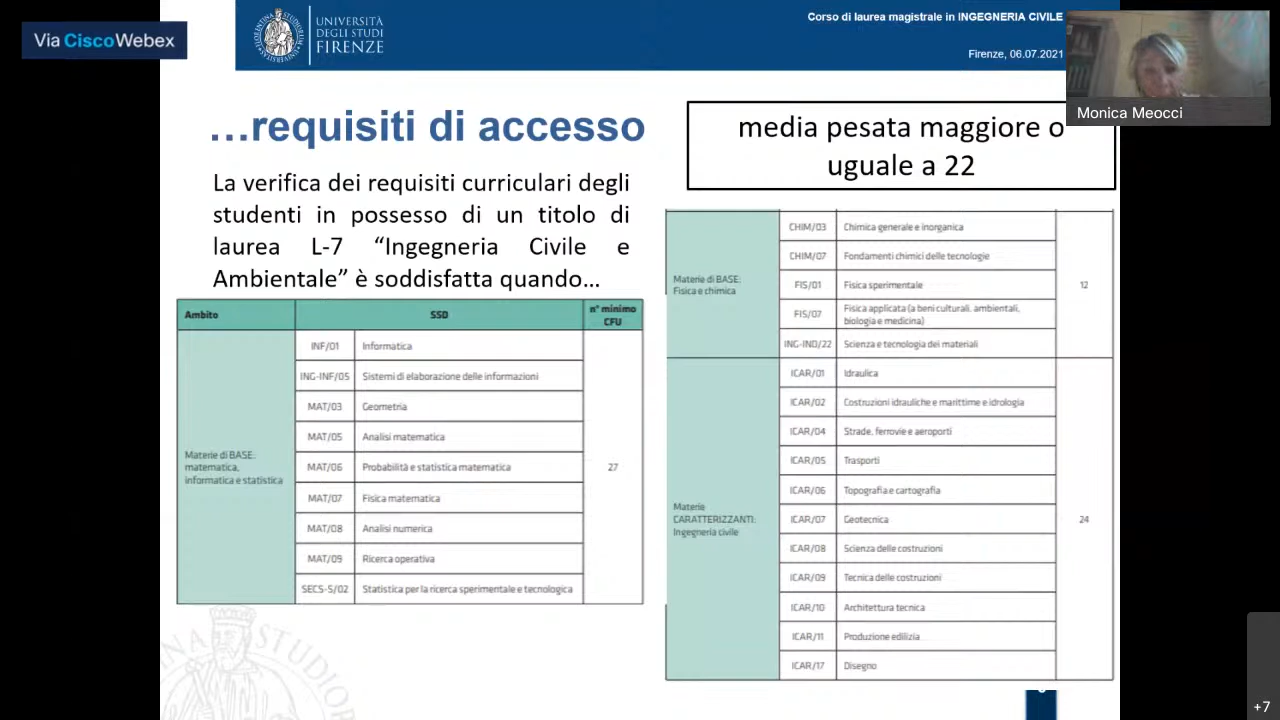 Via Cisco Webex
UNIVERSITÀ
DEGLI STUDI
FIRENZE
Corso di laurea magistrale in INGEGNERIA CIVILE
Firenze, 06.07.2021
Monica Meocci
…requisiti di accesso
media pesata maggiore o
uguale a 22
La verifica dei requisiti curriculari degli
studenti in possesso di un titolo di
laurea L-7 “Ingegneria Civile e
Ambientale” è soddisfatta quando…
Ambito SSD n° minimo
CFU
Materie di BASE:
matematica,
informatica e statistica
INF/01 Informatica
ING-INF/05 Sistemi di elaborazione delle informazioni
MAT/03 Geometria
MAT/05 Analisi matematica
MAT/06 Probabilità e statistica matematica
27
MAT/07 Fisica matematica
MAT/08 Analisi numerica
MAT/09 Ricerca operativa
SECS-S/02 Statistica per la ricerca sperimentale e tecnologica
Materie di BASE:
Fisica e chimica
CHIM/03 Chimica generale e inorganica
CHIM/07 Fondamenti chimici delle tecnologie
FIS/01 Fisica sperimentale
12
FIS/07 Fisica applicata (a beni culturali, ambientali,
biologia e medicina)
ING-IND/22 Scienza e tecnologia dei materiali
Materie
CARATTERIZZANTI:
Ingegneria civile
ICAR/01 Idraulica
ICAR/02 Costruzioni idrauliche e marittime e idrologia
ICAR/04 Strade, ferrovie e aeroporti
ICAR/05 Trasporti
ICAR/06 Topografia e cartografia
ICAR/07 Geotecnica
24
ICAR/08 Scienza delle costruzioni
ICAR/09 Tecnica delle costruzioni
ICAR/10 Architettura tecnica
ICAR/11 Produzione edilizia
ICAR/17 Disegno
+7